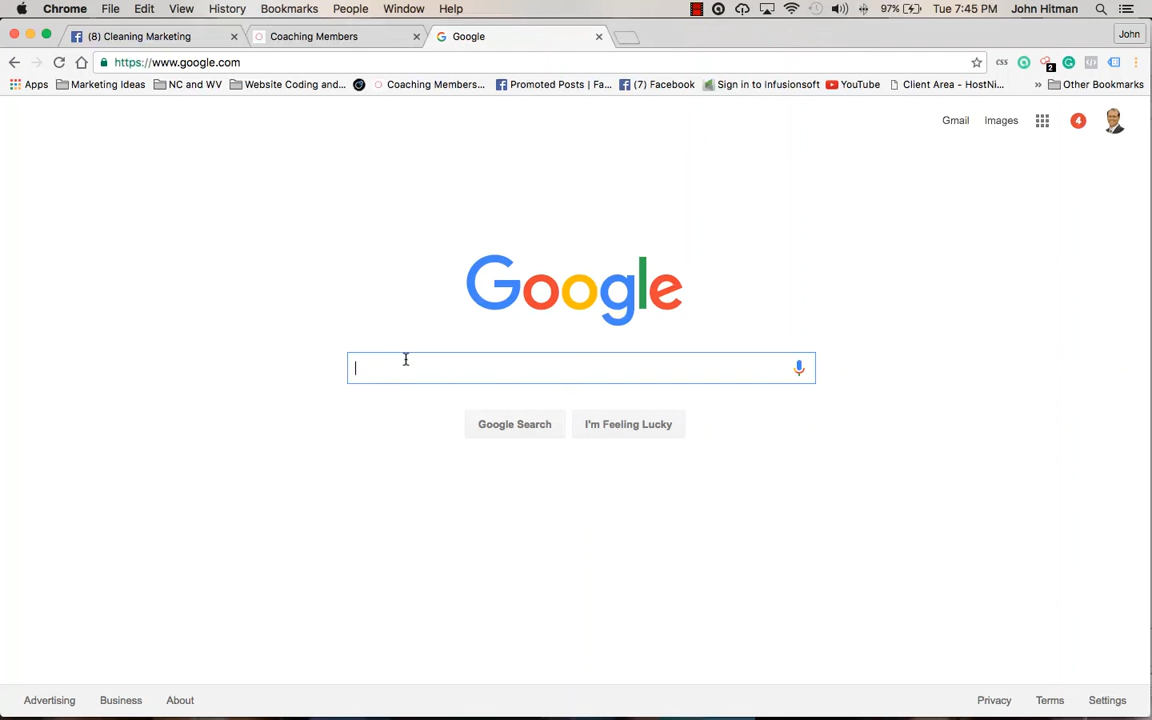 Chrome File Edit View History Bookmarks People Window Help 97% Tue 7:45 PM John Hitman
(8) Cleaning Marketing Coaching Members Google John
https://www.google.com css 2
Apps Marketing Ideas NC and WV Website Coding and... Coaching Members... Promoted Posts | Fa... (7) Facebook Sign in to Infusionsoft YouTube Client Area - HostNi... » Other Bookmarks
Gmail Images 4
Google
Google Search I'm Feeling Lucky
Advertising Business About Privacy Terms Settings